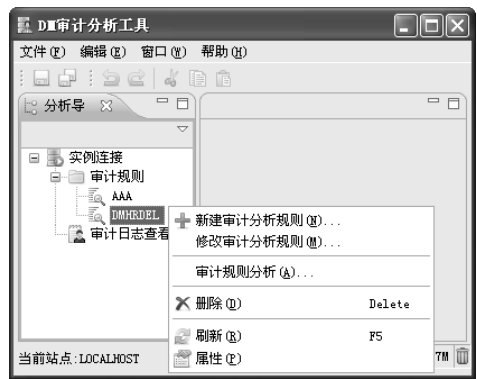 DM审计分析工具
文件(F) 编辑(E) 窗口(W) 帮助(H)
分析导
实例连接
审计规则
AAA
DMHRDEL
审计日志查看
新建审计分析规则(N)...
修改审计分析规则(M)...
审计规则分析(A)...
删除(D) Delete
刷新(R) F5
属性(P)
当前站点:LOCALHOST
7M